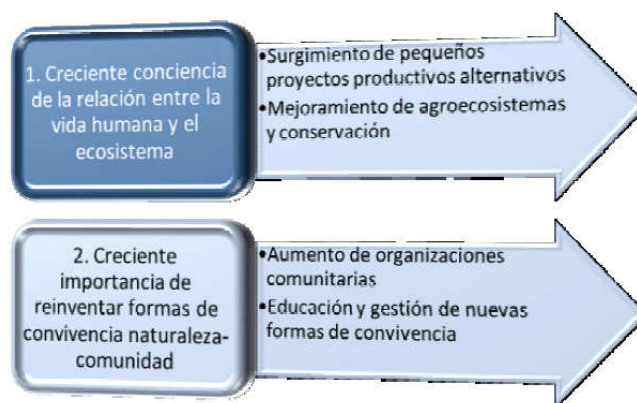 1. Creciente conciencia
de la relación entre la
vida humana y el
ecosistema
•Surgimiento de pequeños
proyectos productivos alternativos
•Mejoramiento de agroecosistemas
y conservación
2. Creciente
importancia de
reinventar formas de
convivencia naturaleza-
comunidad
•Aumento de organizaciones
comunitarias
•Educación y gestión de nuevas
formas de convivencia